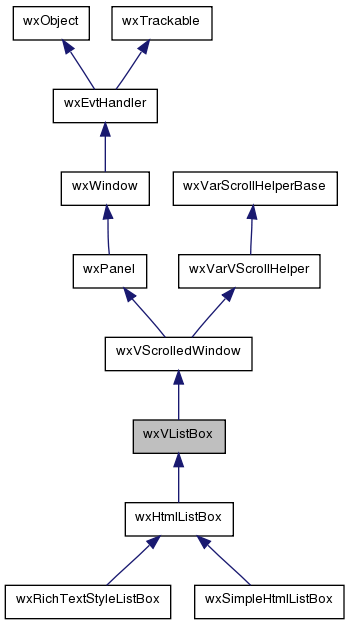 wxObject
wxTrackable
wxEvtHandler
wxWindow
wxVarScrollHelperBase
wxPanel
wxVarVScrollHelper
wxVScrolledWindow
wxVListBox
wxHtmlListBox
wxRichTextStyleListBox
wxSimpleHtmlListBox